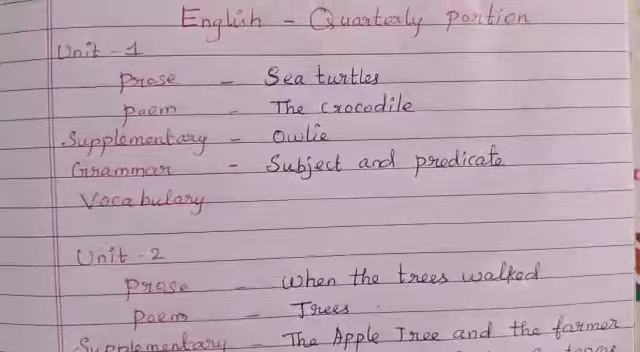 English - Quarterly portion
Unit - 1
Prose - Sea turtles
Poem - The crocodile
Supplementary - Owlie
Grammar - Subject and predicate
Vocabulary
Unit - 2
Prose - When the trees walked
Poem - Trees
Supplementary - The Apple Tree and the farmer